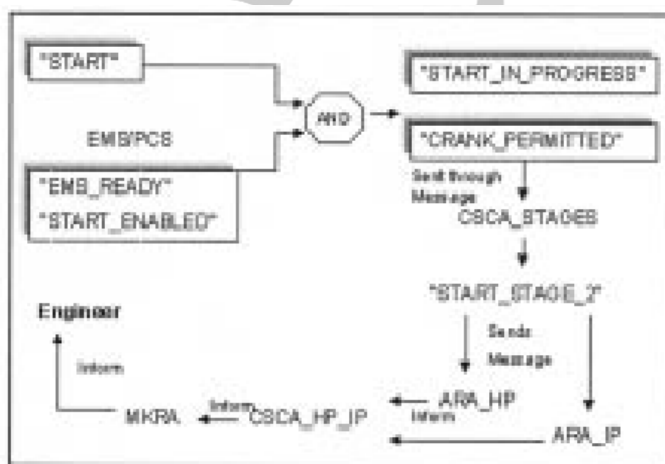 "START"
"START_IN_PROGRESS"
AND
EMS/PCS
"CRANK_PERMITTED"
"EMS_READY"
"START_ENABLED"
Sent through
Message
CSCA_STAGES
"START_STAGE_2"
Engineer
Sends
Message
Inform
ARA_HP
Inform
Inform
MKRA
CSCA_HP_IP
ARA_IP